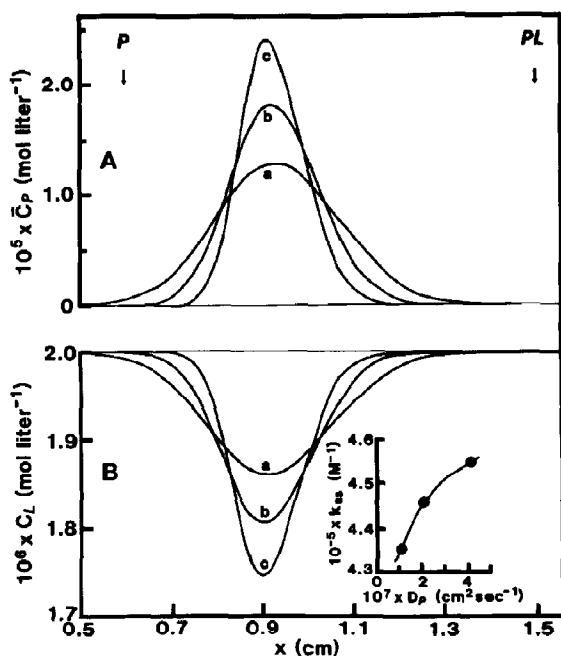 P
PL
c
b
a
A
2.0
1.0
0
10⁵ x C̄P (mol liter⁻¹)
2.0
1.9
1.8
1.7
10⁶ x CL (mol liter⁻¹)
B
a
b
c
4.6
4.5
4.4
4.3
10⁻⁵ x kas (M⁻¹)
0 2 4
10⁷ x DP (cm² sec⁻¹)
0.5 0.7 0.9 1.1 1.3 1.5
x (cm)